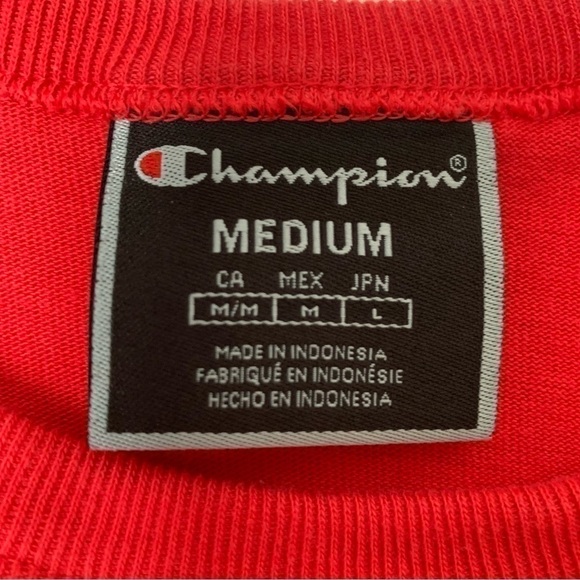 Champion®
MEDIUM
CA MEX JPN
M/M M L
MADE IN INDONESIA
FABRIQUÉ EN INDONÉSIE
HECHO EN INDONESIA